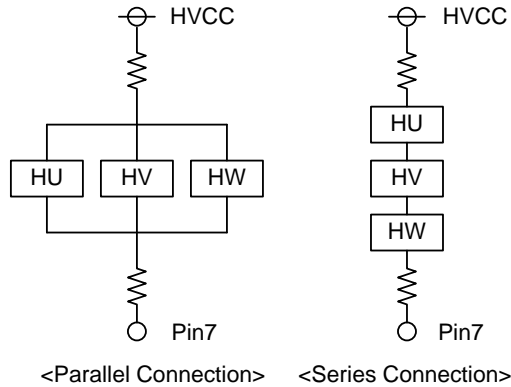 HVCC HVCC
HU
HU HV HW HV
HW
Pin7 Pin7
<Parallel Connection> <Series Connection>